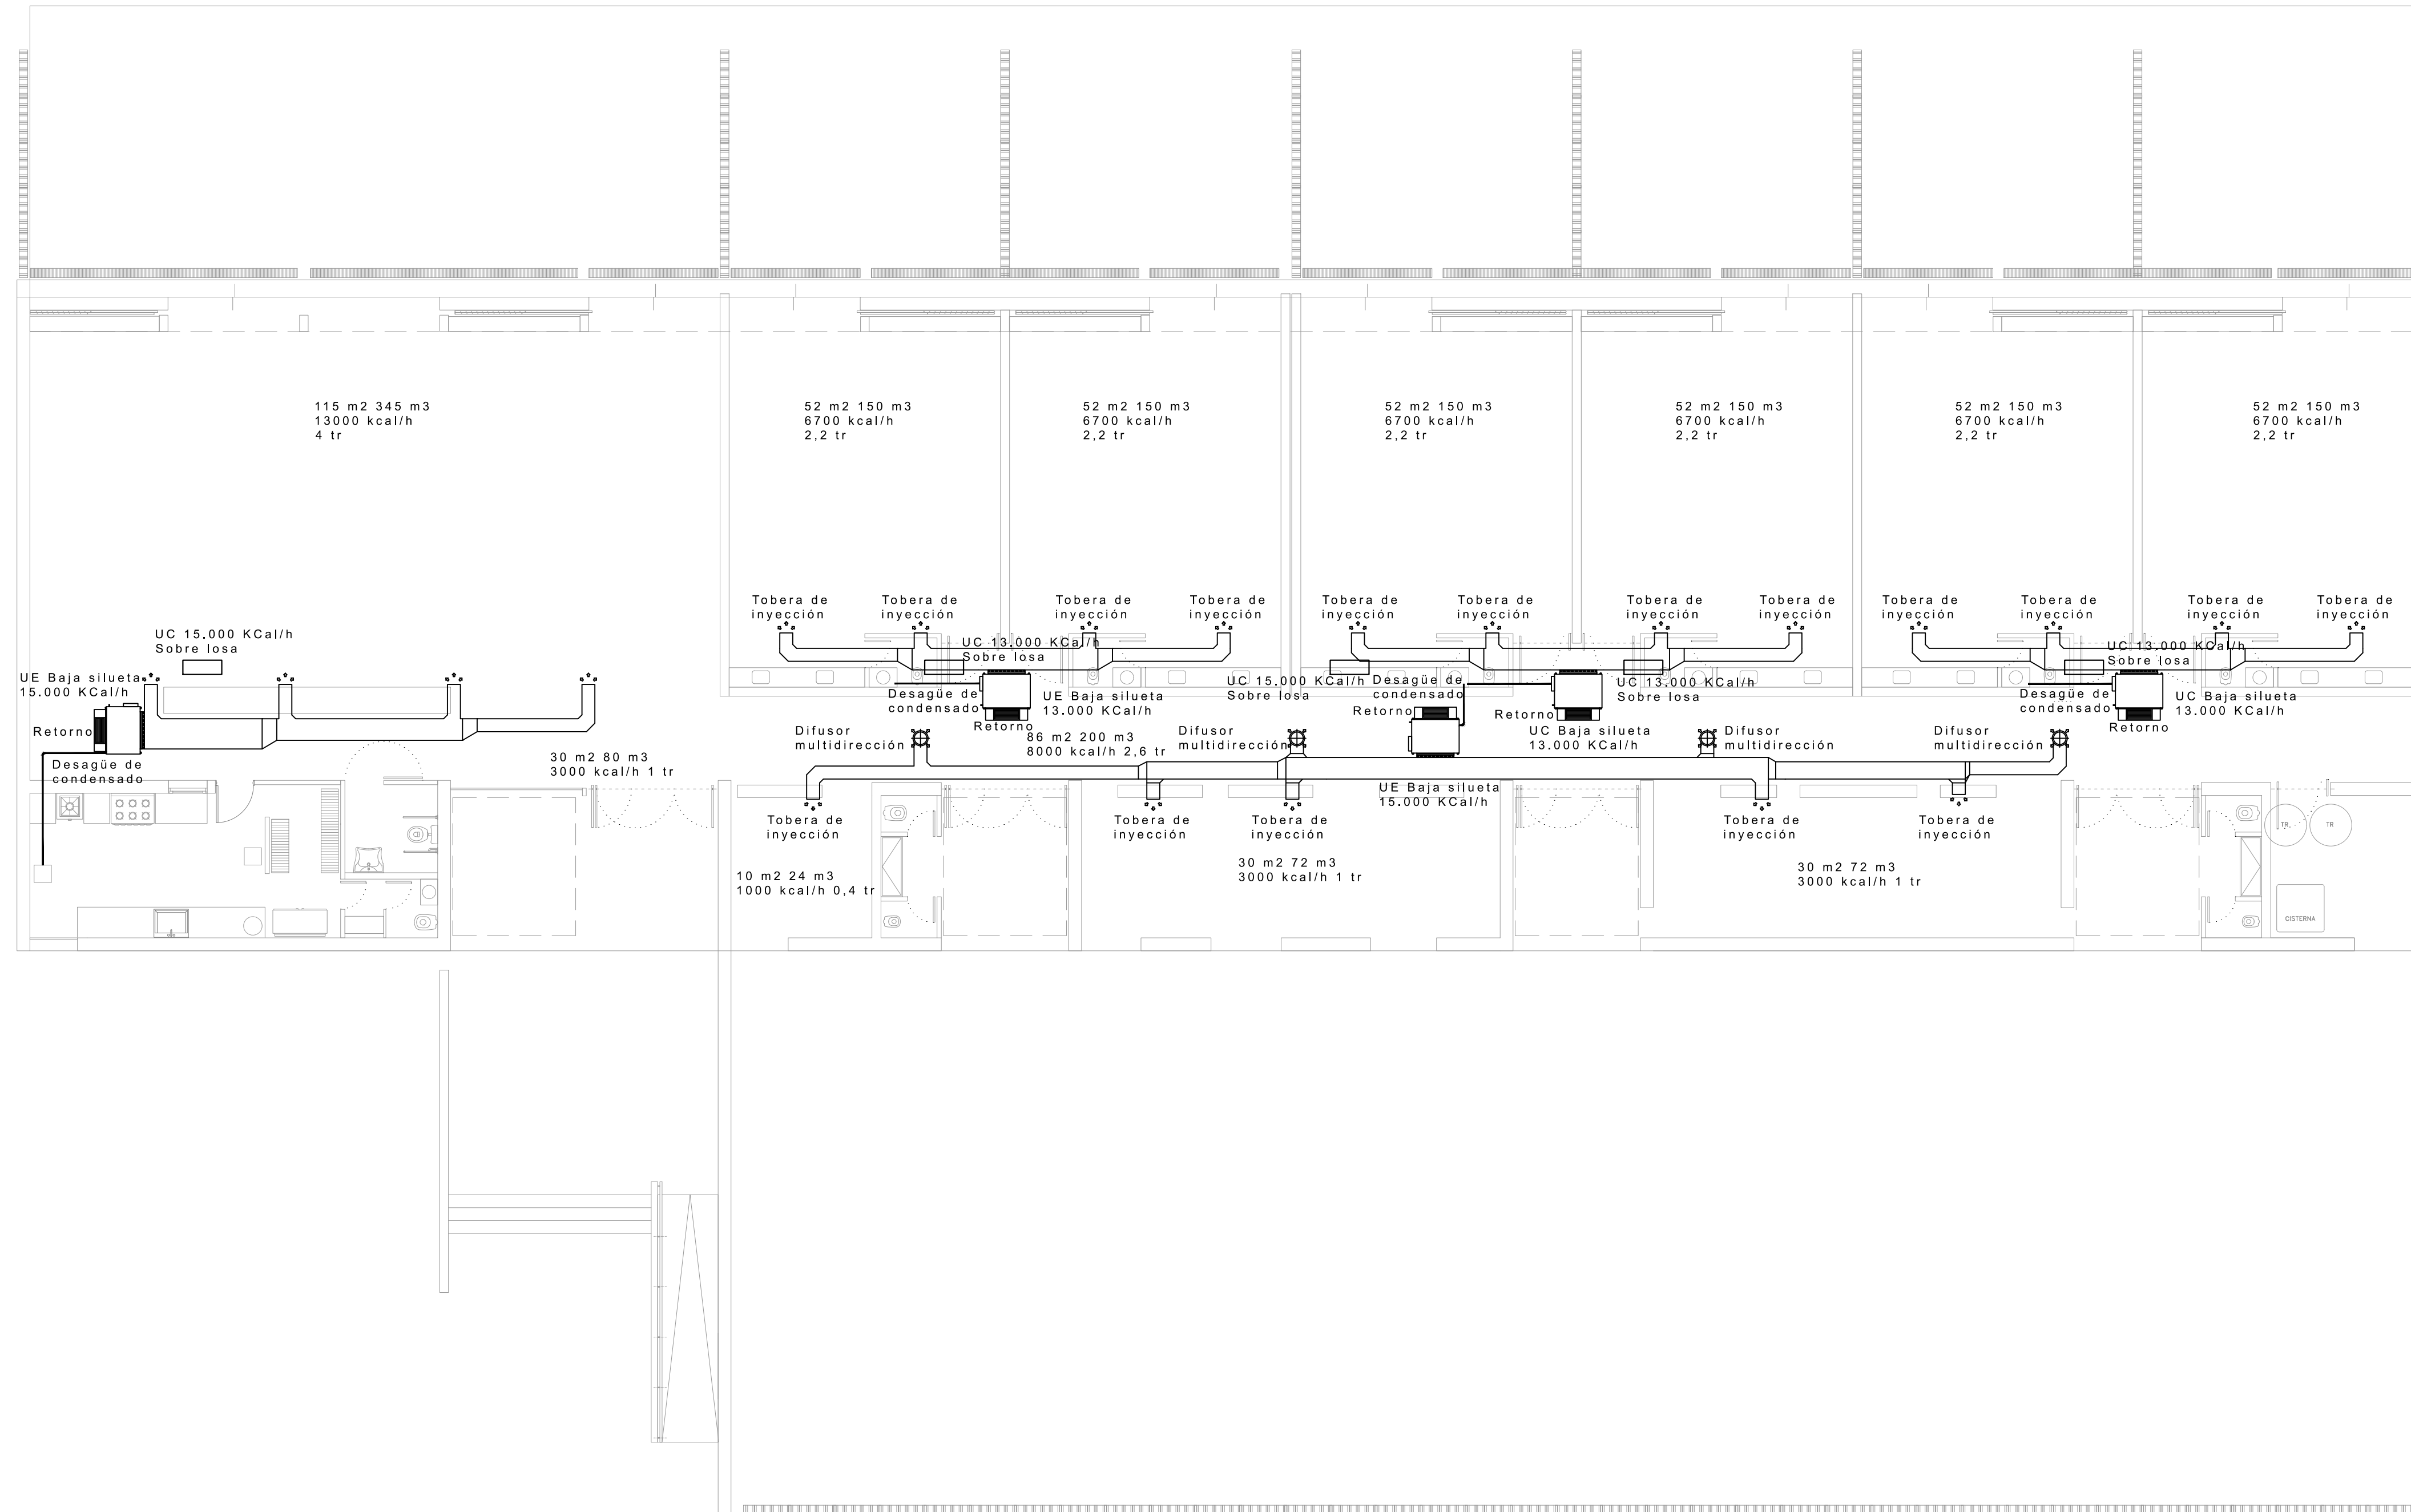 115 m2 345 m3
13000 kcal/h
4 tr
52 m2 150 m3
6700 kcal/h
2,2 tr
52 m2 150 m3
6700 kcal/h
2,2 tr
52 m2 150 m3
6700 kcal/h
2,2 tr
52 m2 150 m3
6700 kcal/h
2,2 tr
52 m2 150 m3
6700 kcal/h
2,2 tr
52 m2 150 m3
6700 kcal/h
2,2 tr
Tobera de
inyección
Tobera de
inyección
Tobera de
inyección
Tobera de
inyección
Tobera de
inyección
Tobera de
inyección
Tobera de
inyección
Tobera de
inyección
Tobera de
inyección
Tobera de
inyección
Tobera de
inyección
Tobera de
inyección
UC 15.000 KCal/h
Sobre losa
UC 13.000 KCal/h
Sobre losa
UC 13.000 KCal/h
Sobre losa
UE Baja silueta
15.000 KCal/h
UC 15.000 KCal/h
Sobre losa
Desagüe de
condensado
UC 13.000 KCal/h
Sobre losa
Desagüe de
condensado
UE Baja silueta
13.000 KCal/h
Desagüe de
condensado
UC Baja silueta
13.000 KCal/h
Retorno
Retorno
Retorno
Retorno
Retorno
Difusor
multidirección
86 m2 200 m3
8000 kcal/h 2,6 tr
Difusor
multidirección
UC Baja silueta
13.000 KCal/h
Difusor
multidirección
Difusor
multidirección
Desagüe de
condensado
30 m2 80 m3
3000 kcal/h 1 tr
UE Baja silueta
15.000 KCal/h
Tobera de
inyección
Tobera de
inyección
Tobera de
inyección
Tobera de
inyección
Tobera de
inyección
TR
TR
10 m2 24 m3
1000 kcal/h 0,4 tr
30 m2 72 m3
3000 kcal/h 1 tr
30 m2 72 m3
3000 kcal/h 1 tr
CISTERNA